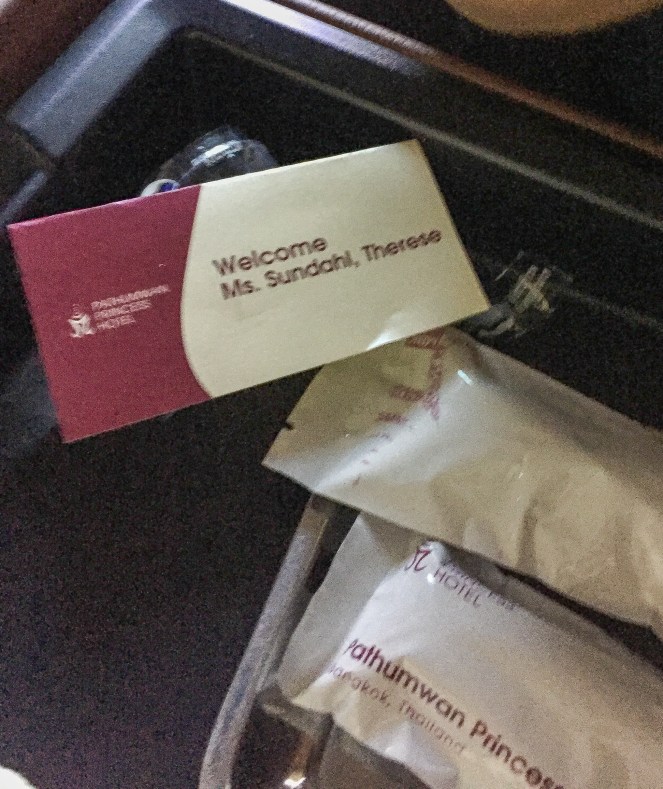 Welcome
Ms. Sundahl, Therese
PATHUMWAN
PRINCESS
HOTEL
HOTEL
Pathumwan Princess
Bangkok, Thailand